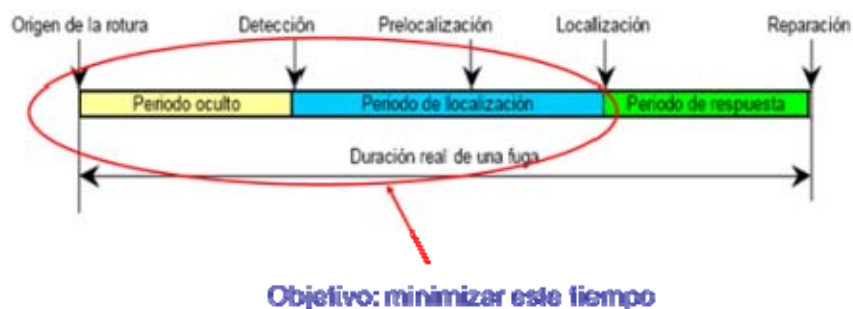 Origen de la rotura Detección Prelocalización Localización Reparación
Periodo oculto Periodo de localización Periodo de respuesta
Duración real de una fuga
Objetivo: minimizar este tiempo